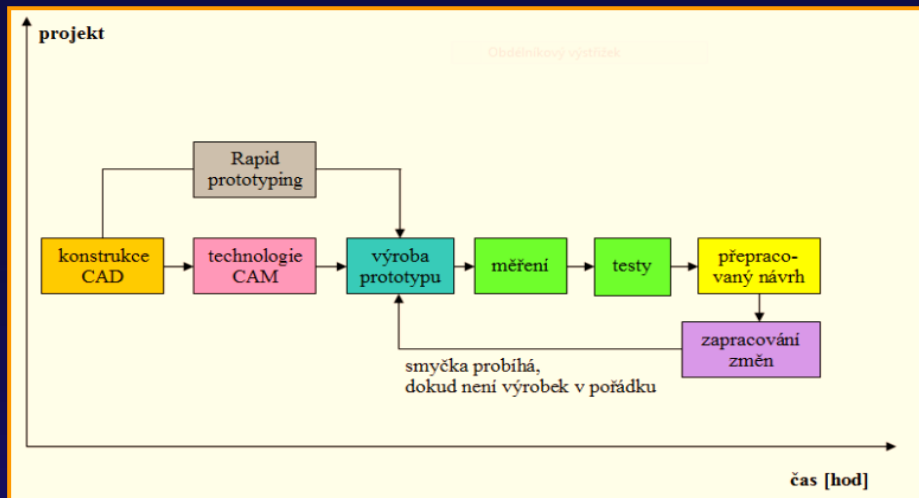 projekt
Obdélníkový výstřižek
Rapid
prototyping
konstrukce
CAD
technologie
CAM
výroba
prototypu
měření
testy
přepraco-
vaný návrh
zapracování
změn
smyčka probíhá,
dokud není výrobek v pořádku
čas [hod]